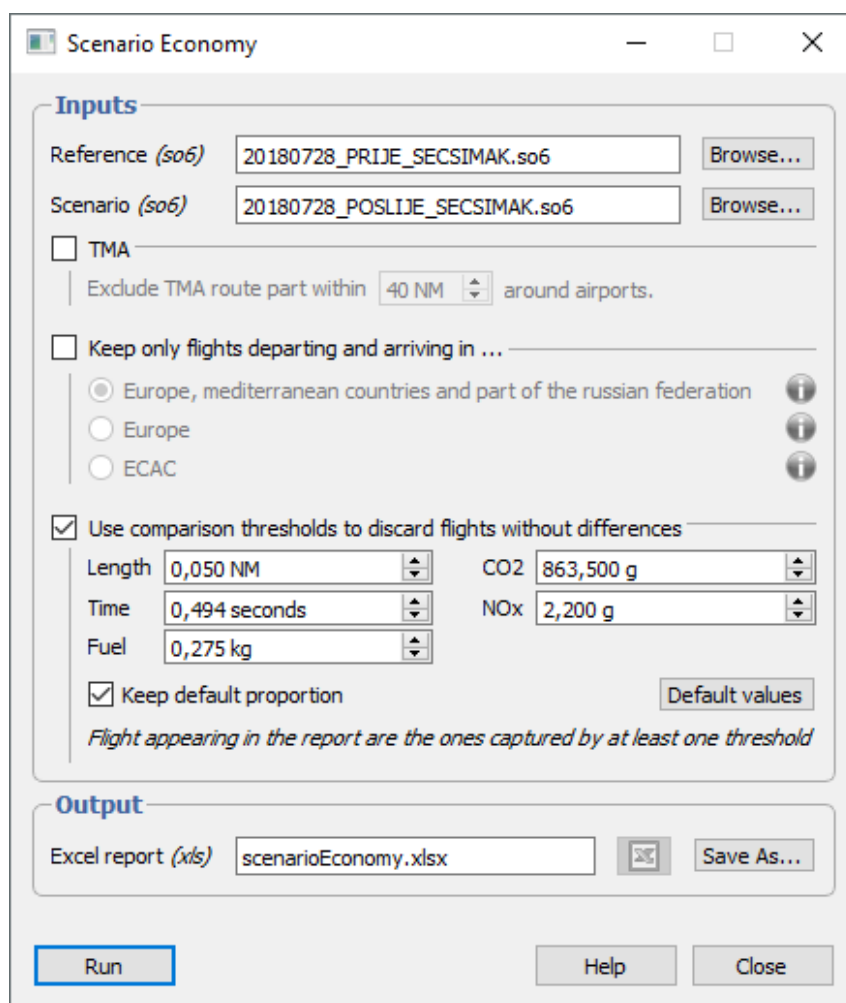 Scenario Economy
Inputs
Reference (so6) 20180728_PRIJE_SECSIMAK.so6 Browse...
Scenario (so6) 20180728_POSLIJE_SECSIMAK.so6 Browse...
TMA
Exclude TMA route part within 40 NM around airports.
Keep only flights departing and arriving in ...
Europe, mediterranean countries and part of the russian federation
Europe
ECAC
Use comparison thresholds to discard flights without differences
Length 0,050 NM CO2 863,500 g
Time 0,494 seconds NOx 2,200 g
Fuel 0,275 kg
Keep default proportion Default values
Flight appearing in the report are the ones captured by at least one threshold
Output
Excel report (xls) scenarioEconomy.xlsx Save As...
Run Help Close